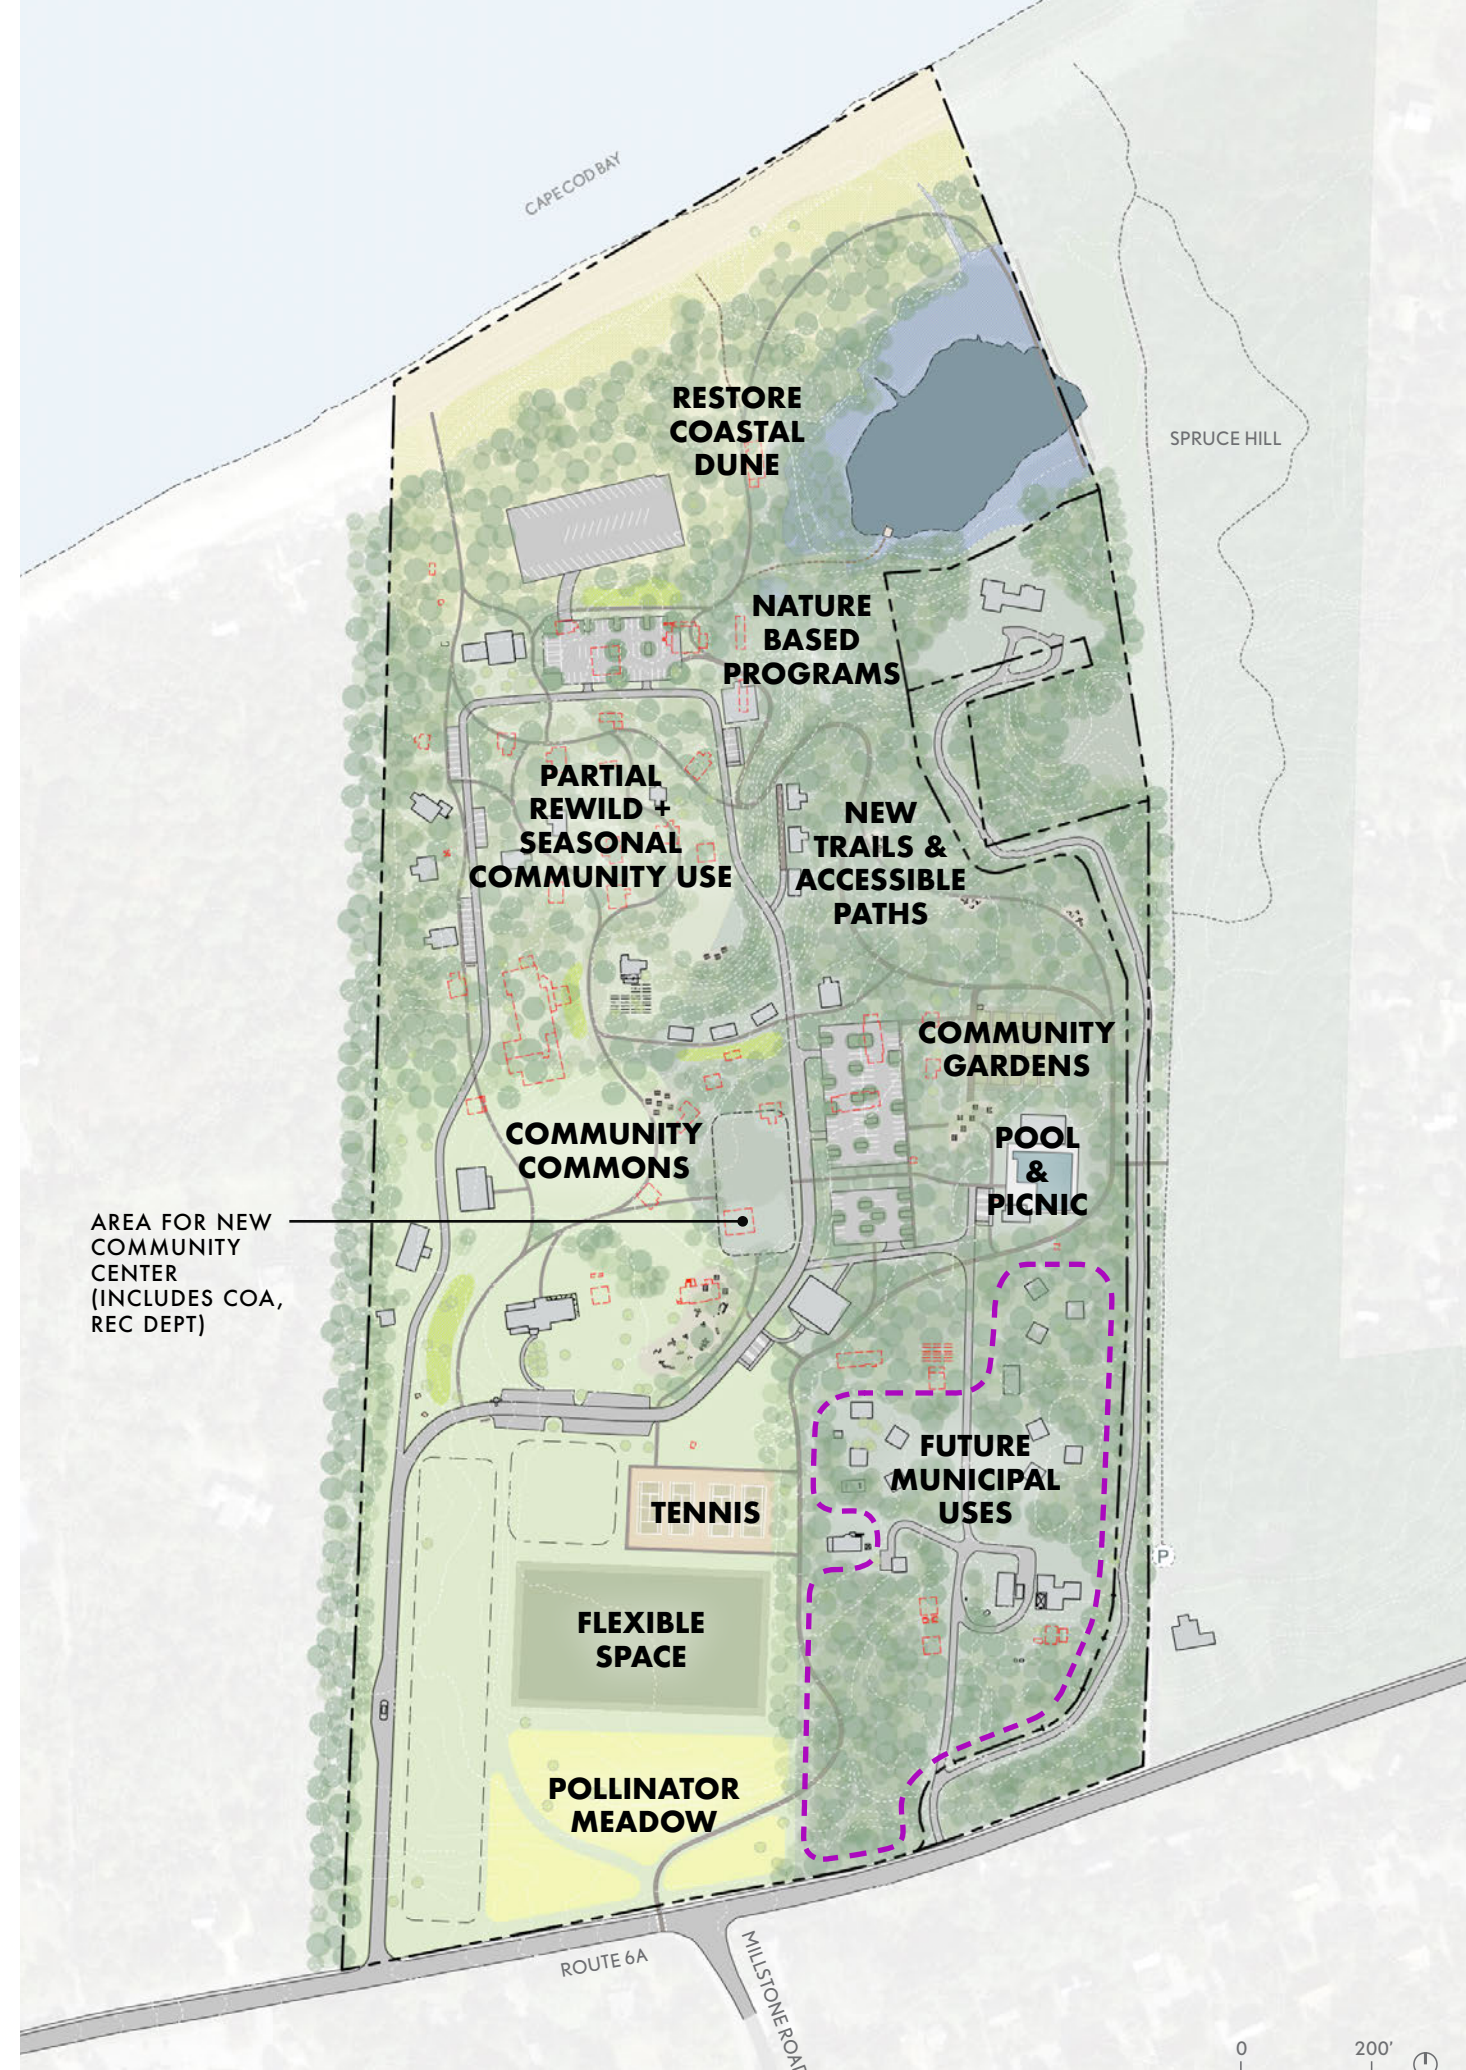 CAPE COD BAY
RESTORE
COASTAL
DUNE
SPRUCE HILL
NATURE
BASED
PROGRAMS
PARTIAL
REWILD +
SEASONAL
COMMUNITY USE
NEW
TRAILS &
ACCESSIBLE
PATHS
COMMUNITY
GARDENS
COMMUNITY
COMMONS
POOL
&
PICNIC
AREA FOR NEW
COMMUNITY
CENTER
(INCLUDES COA,
REC DEPT)
FUTURE
MUNICIPAL
USES
TENNIS
P
FLEXIBLE
SPACE
POLLINATOR
MEADOW
ROUTE 6A
MILLSTONE ROAD
0 200'